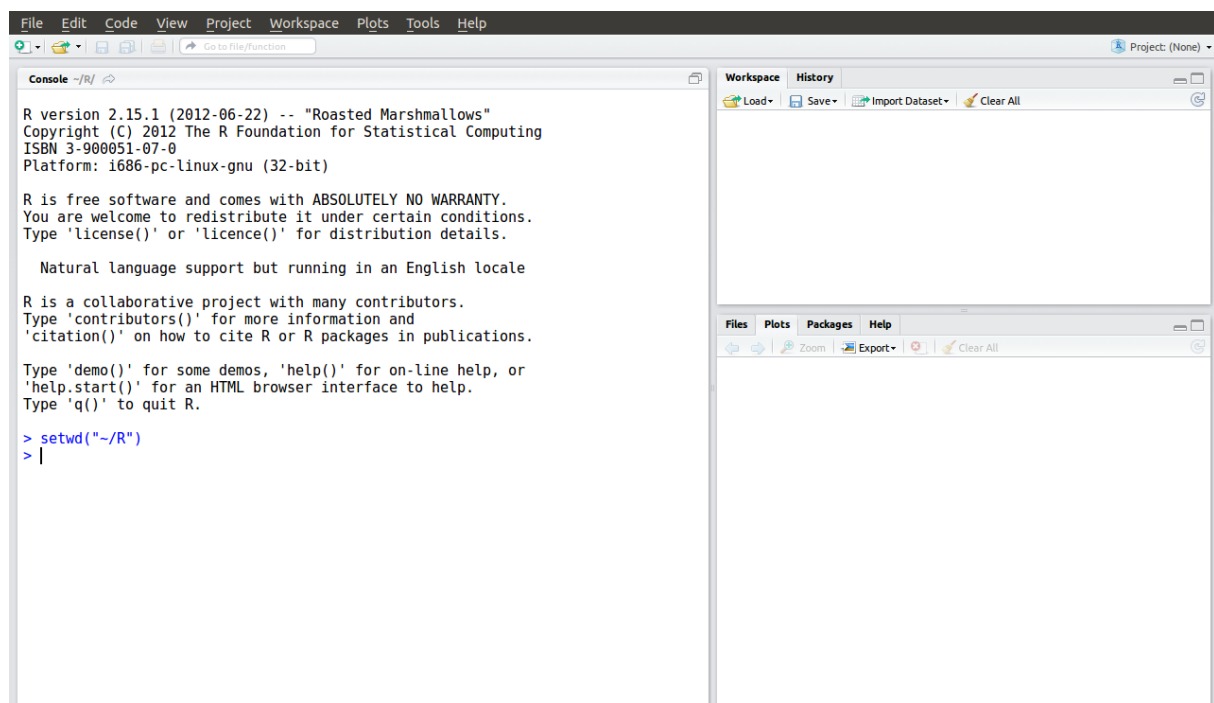 File Edit Code View Project Workspace Plots Tools Help
Go to file/function
Project: (None)
Console ~/R/
R version 2.15.1 (2012-06-22) -- "Roasted Marshmallows"
Copyright (C) 2012 The R Foundation for Statistical Computing
ISBN 3-900051-07-0
Platform: i686-pc-linux-gnu (32-bit)
R is free software and comes with ABSOLUTELY NO WARRANTY.
You are welcome to redistribute it under certain conditions.
Type 'license()' or 'licence()' for distribution details.
Natural language support but running in an English locale
R is a collaborative project with many contributors.
Type 'contributors()' for more information and
'citation()' on how to cite R or R packages in publications.
Type 'demo()' for some demos, 'help()' for on-line help, or
'help.start()' for an HTML browser interface to help.
Type 'q()' to quit R.
> setwd("~/R")
>
Workspace History
Load Save Import Dataset Clear All
Files Plots Packages Help
Zoom Export Clear All